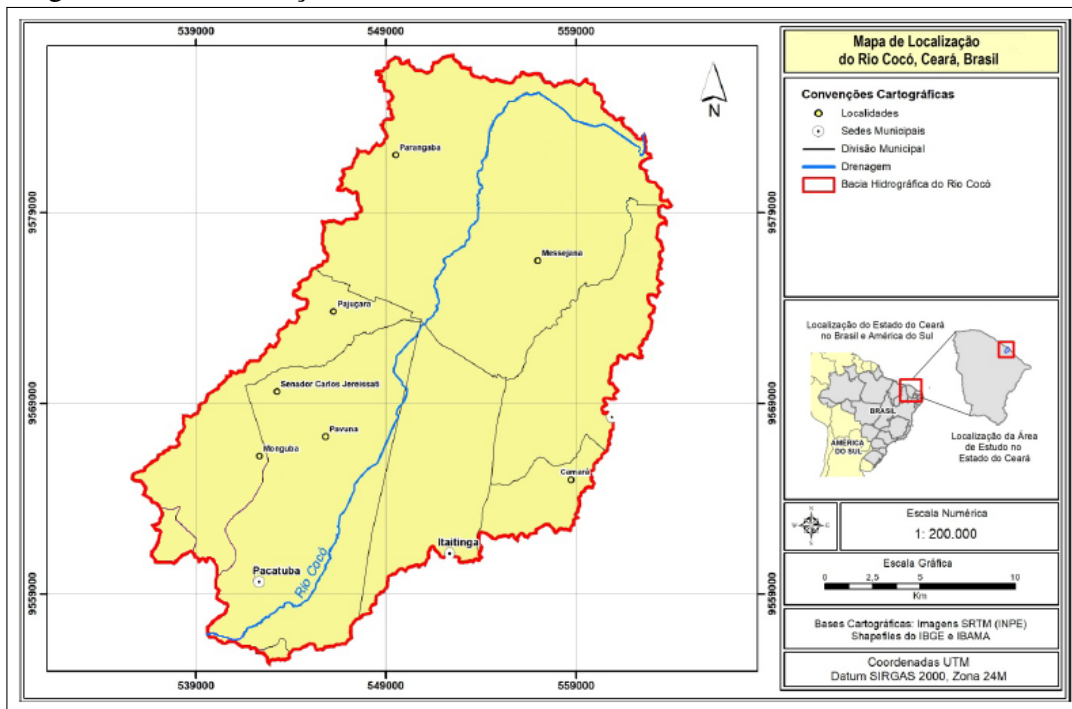 539000
549000
559000
9579000
9569000
9559000
9579000
9569000
9559000
539000
549000
559000
N
Parangaba
Messejana
Pajuçara
Senador Carlos Jereissati
Pavuna
Monguba
Camará
Itaitinga
Pacatuba
Rio Cocó
Mapa de Localização
do Rio Cocó, Ceará, Brasil
Convenções Cartográficas
Localidades
Sedes Municipais
Divisão Municipal
Drenagem
Bacia Hidrográfica do Rio Cocó
Localização do Estado do Ceará
no Brasil e América do Sul
BRASIL
AMÉRICA
DO SUL
Localização da Área
de Estudo no
Estado do Ceará
Escala Numérica
1: 200.000
Escala Gráfica
0 2,5 5 10
Km
Bases Cartográficas: Imagens SRTM (INPE)
Shapefiles do IBGE e IBAMA
Coordenadas UTM
Datum SIRGAS 2000, Zona 24M